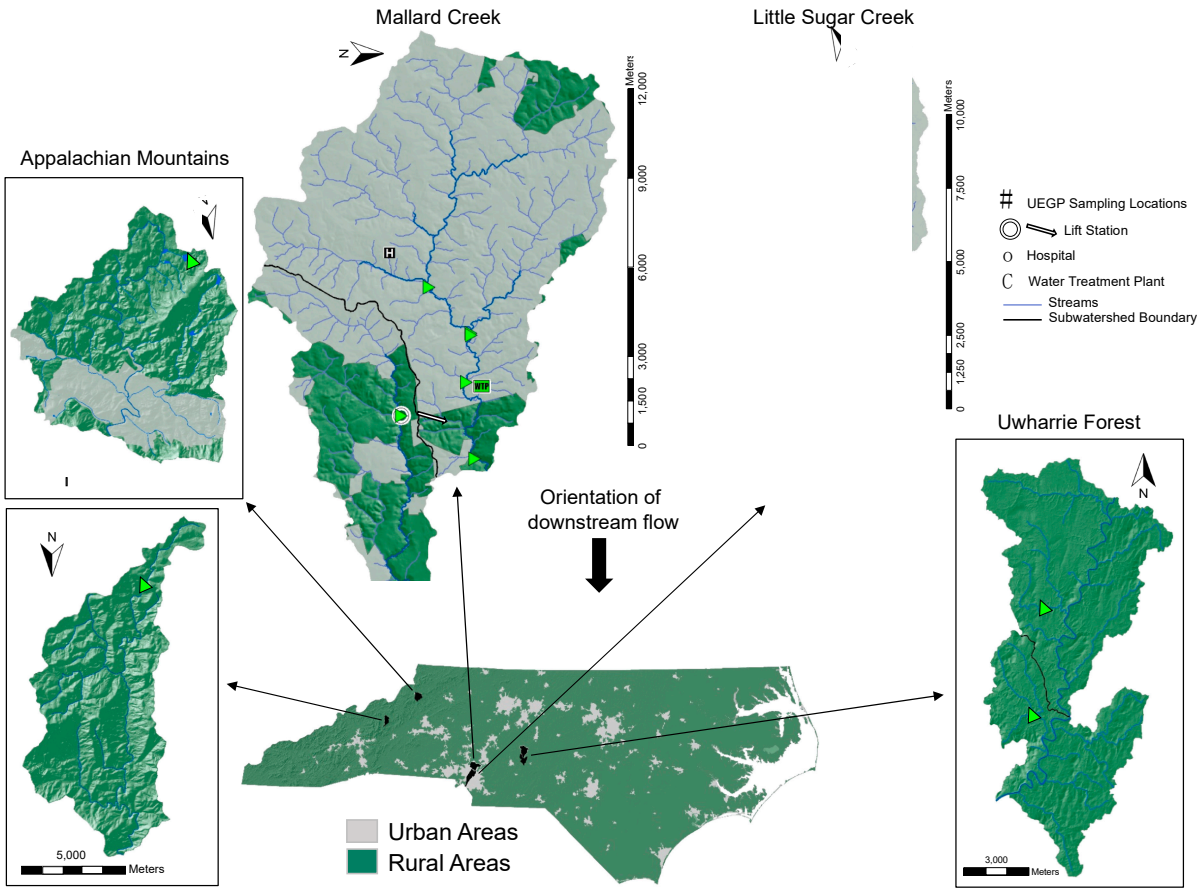 Mallard Creek
Little Sugar Creek
N
Meters
12,000
9,000
6,000
3,000
1,500
0
H
WTP
Meters
10,000
7,500
5,000
2,500
1,250
0
Appalachian Mountains
# UEGP Sampling Locations
Lift Station
o Hospital
C Water Treatment Plant
Streams
Subwatershed Boundary
Uwharrie Forest
N
3,000
Meters
Orientation of
downstream flow
N
5,000
Meters
Urban Areas
Rural Areas